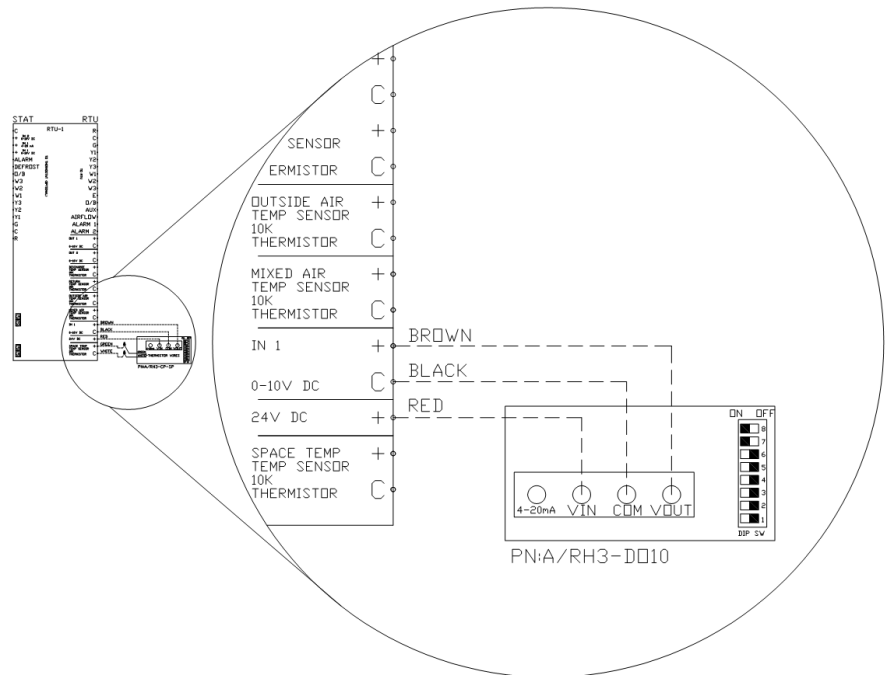 STAT RTU
RTU-1
C R
+ C
+ G
+ Y1
ALARM Y2
DEFROST Y3
O/B W1
W3 W2
W2 W3
W1 E
Y3 O/B
Y2 AUX
Y1 AIRFLOW
G ALARM 1
C ALARM 2
R
BROWN
BLACK
RED
GREEN
WHITE
+
C
SENSOR +
ERMISTOR C
OUTSIDE AIR +
TEMP SENSOR
10K C
THERMISTOR
MIXED AIR +
TEMP SENSOR
10K C
THERMISTOR
IN 1 + BROWN
0-10V DC C BLACK
24V DC + RED
SPACE TEMP +
TEMP SENSOR
10K C
THERMISTOR
ON OFF
8
7
6
5
4
3
2
1
DIP SW
4-20mA VIN COM VOUT
PN:A/RH3-DO10